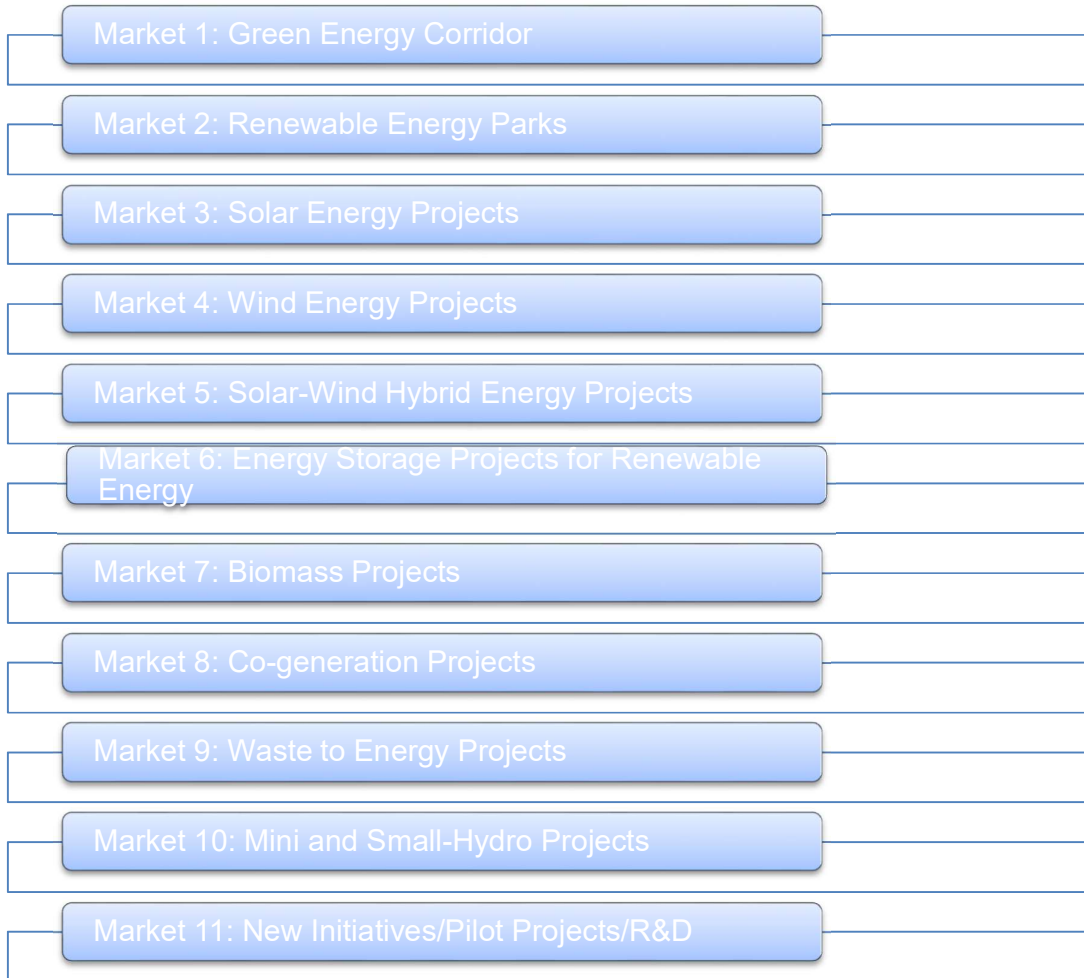 Market 1: Green Energy Corridor
Market 2: Renewable Energy Parks
Market 3: Solar Energy Projects
Market 4: Wind Energy Projects
Market 5: Solar-Wind Hybrid Energy Projects
Market 6: Energy Storage Projects for Renewable
Energy
Market 7: Biomass Projects
Market 8: Co-generation Projects
Market 9: Waste to Energy Projects
Market 10: Mini and Small-Hydro Projects
Market 11: New Initiatives/Pilot Projects/R&D